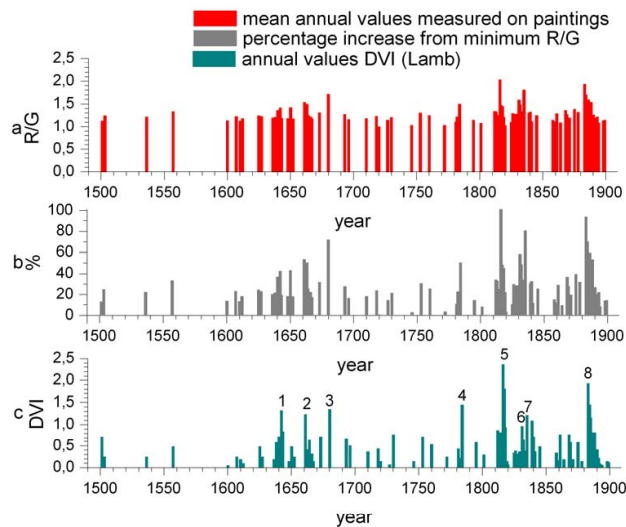 mean annual values measured on paintings
percentage increase from minimum R/G
annual values DVI (Lamb)
2,5
2,0
1,5
1,0
0,5
0,0
a
R/G
1500 1550 1600 1650 1700 1750 1800 1850 1900
year
100
80
60
40
20
0
b
%
1500 1550 1600 1650 1700 1750 1800 1850 1900
year
2,5
2,0
1,5
1,0
0,5
0,0
c
DVI
1 2 3 4 5 6 7 8
1500 1550 1600 1650 1700 1750 1800 1850 1900
year